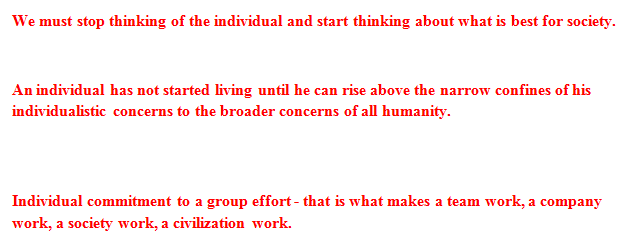 We must stop thinking of the individual and start thinking about what is best for society.
An individual has not started living until he can rise above the narrow confines of his
individualistic concerns to the broader concerns of all humanity.
Individual commitment to a group effort - that is what makes a team work, a company
work, a society work, a civilization work.